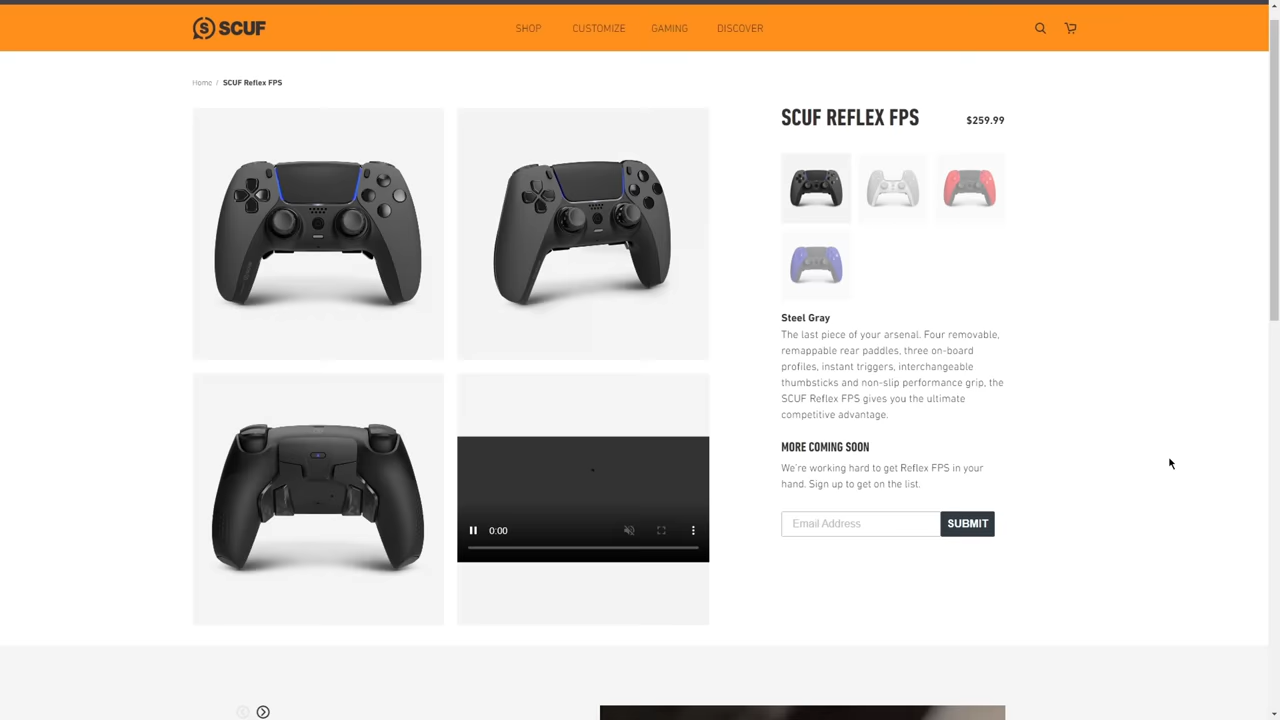 SCUF
SHOP
CUSTOMIZE
GAMING
DISCOVER
Home / SCUF Reflex FPS
SCUF REFLEX FPS
$259.99
Steel Gray
The last piece of your arsenal. Four removable,
remappable rear paddles, three on-board
profiles, instant triggers, interchangeable
thumbsticks and non-slip performance grip, the
SCUF Reflex FPS gives you the ultimate
competitive advantage.
MORE COMING SOON
We're working hard to get Reflex FPS in your
hand. Sign up to get on the list.
Email Address
SUBMIT
0:00